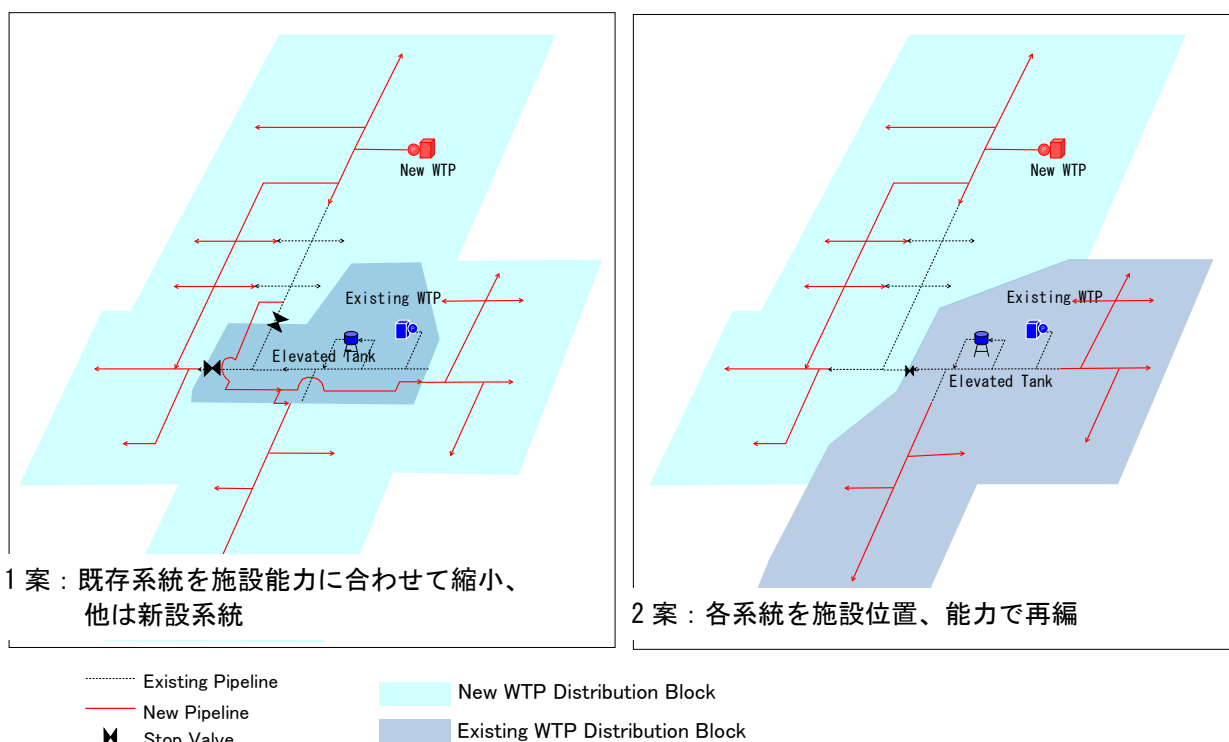 New WTP
Existing WTP
Elevated Tank
1案：既存系統を施設能力に合わせて縮小、
他は新設系統
New WTP
Existing WTP
Elevated Tank
2案：各系統を施設位置、能力で再編
Existing Pipeline
New Pipeline
Stop Valve
New WTP Distribution Block
Existing WTP Distribution Block